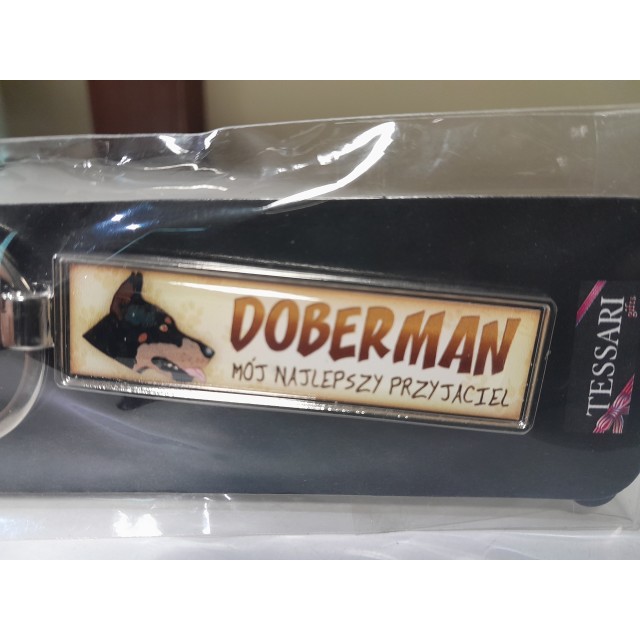 DOBERMAN
MÓJ NAJLEPSZY PRZYJACIEL
TESSARI